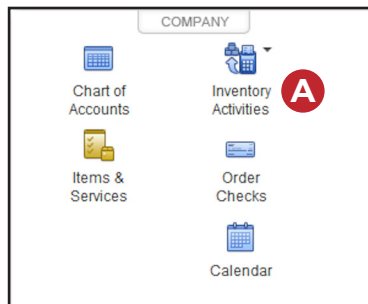 COMPANY
Chart of
Accounts
Inventory
Activities
A
Items &
Services
Order
Checks
Calendar